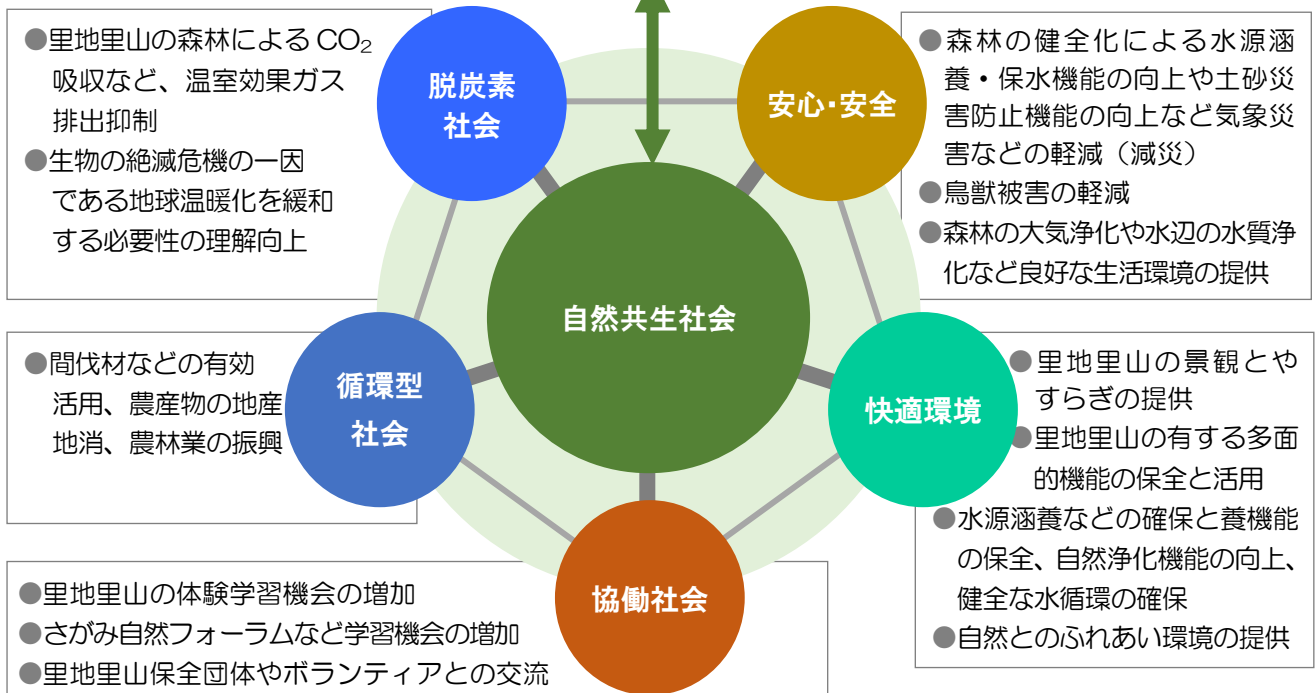 ●里地里山の森林による CO₂
吸収など、温室効果ガス
排出抑制
●生物の絶滅危機の一因
である地球温暖化を緩和
する必要性の理解向上
脱炭素
社会
安心・安全
●森林の健全化による水源涵
養・保水機能の向上や土砂災
害防止機能の向上など気象災
害などの軽減（減災）
●鳥獣被害の軽減
●森林の大気浄化や水辺の水質浄
化など良好な生活環境の提供
自然共生社会
●間伐材などの有効
活用、農産物の地産
地消、農林業の振興
循環型
社会
快適環境
●里地里山の景観とや
すらぎの提供
●里地里山の有する多面
的機能の保全と活用
●水源涵養などの確保と養機能
の保全、自然浄化機能の向上、
健全な水循環の確保
●自然とのふれあい環境の提供
協働社会
●里地里山の体験学習機会の増加
●さがみ自然フォーラムなど学習機会の増加
●里地里山保全団体やボランティアとの交流